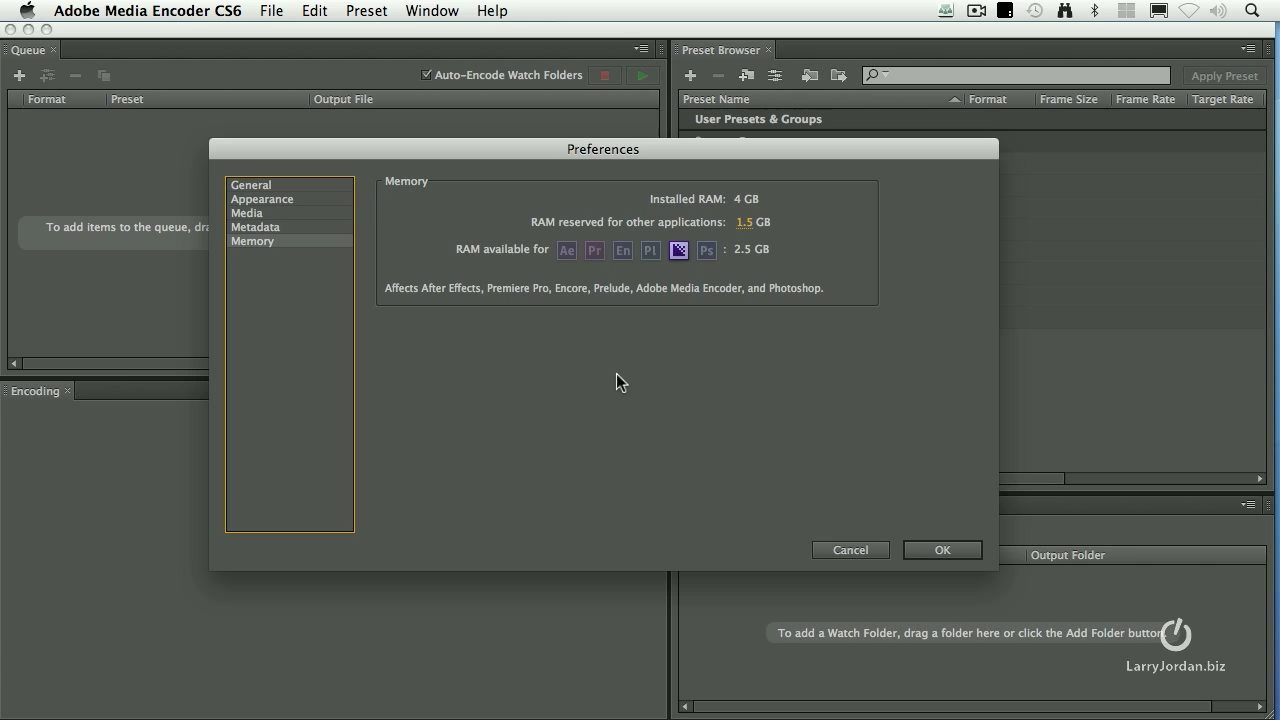 Adobe Media Encoder CS6 File Edit Preset Window Help
Queue
Auto-Encode Watch Folders
Format Preset Output File
To add items to the queue, dra
Encoding
Preset Browser
Apply Preset
Preset Name Format Frame Size Frame Rate Target Rate
User Presets & Groups
Preferences
General
Appearance
Media
Metadata
Memory
Memory
Installed RAM: 4 GB
RAM reserved for other applications: 1.5 GB
RAM available for Ae Pr En Pl Ps : 2.5 GB
Affects After Effects, Premiere Pro, Encore, Prelude, Adobe Media Encoder, and Photoshop.
Cancel OK
Output Folder
To add a Watch Folder, drag a folder here or click the Add Folder button.
LarryJordan.biz